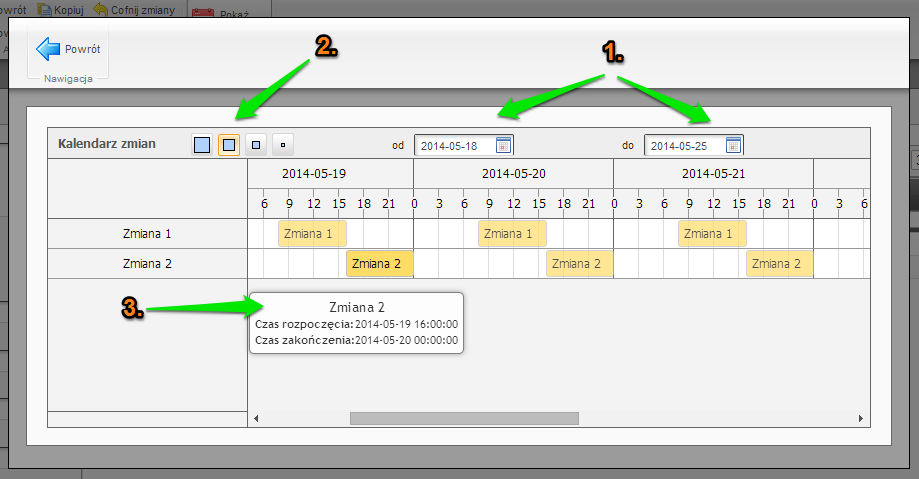 owrót Kopiuj Cofnij zmiany Pokaż
Powrót
Nawigacja
2.
1.
Kalendarz zmian od 2014-05-18 do 2014-05-25
2014-05-19 2014-05-20 2014-05-21
6 9 12 15 18 21 0 3 6 9 12 15 18 21 0 3 6 9 12 15 18 21 0 3 6
Zmiana 1 Zmiana 1 Zmiana 1 Zmiana 1
Zmiana 2 Zmiana 2 Zmiana 2 Zmiana 2
3.
Zmiana 2
Czas rozpoczęcia:2014-05-19 16:00:00
Czas zakończenia:2014-05-20 00:00:00